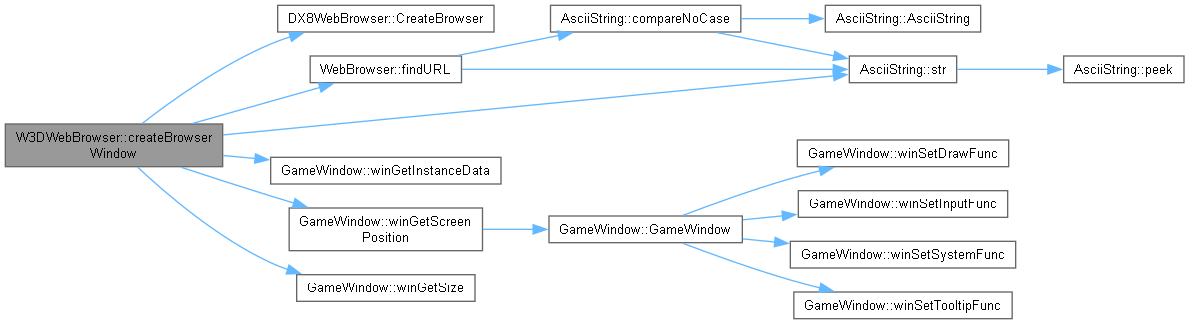 W3DWebBrowser::createBrowser
Window
DX8WebBrowser::CreateBrowser
WebBrowser::findURL
AsciiString::compareNoCase
AsciiString::AsciiString
AsciiString::str
AsciiString::peek
GameWindow::winGetInstanceData
GameWindow::winGetScreen
Position
GameWindow::GameWindow
GameWindow::winSetDrawFunc
GameWindow::winSetInputFunc
GameWindow::winSetSystemFunc
GameWindow::winSetTooltipFunc
GameWindow::winGetSize